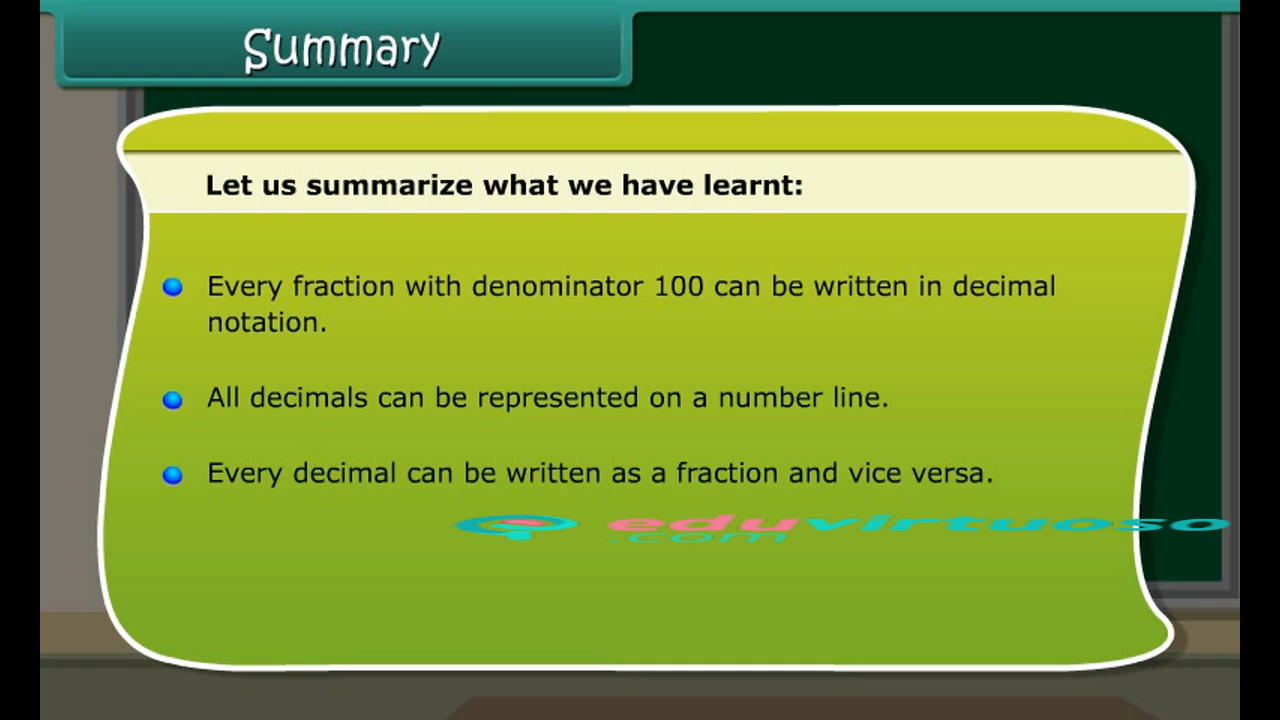 Summary
Let us summarize what we have learnt:
Every fraction with denominator 100 can be written in decimal
notation.
All decimals can be represented on a number line.
Every decimal can be written as a fraction and vice versa.
eduvirtuoso
.com